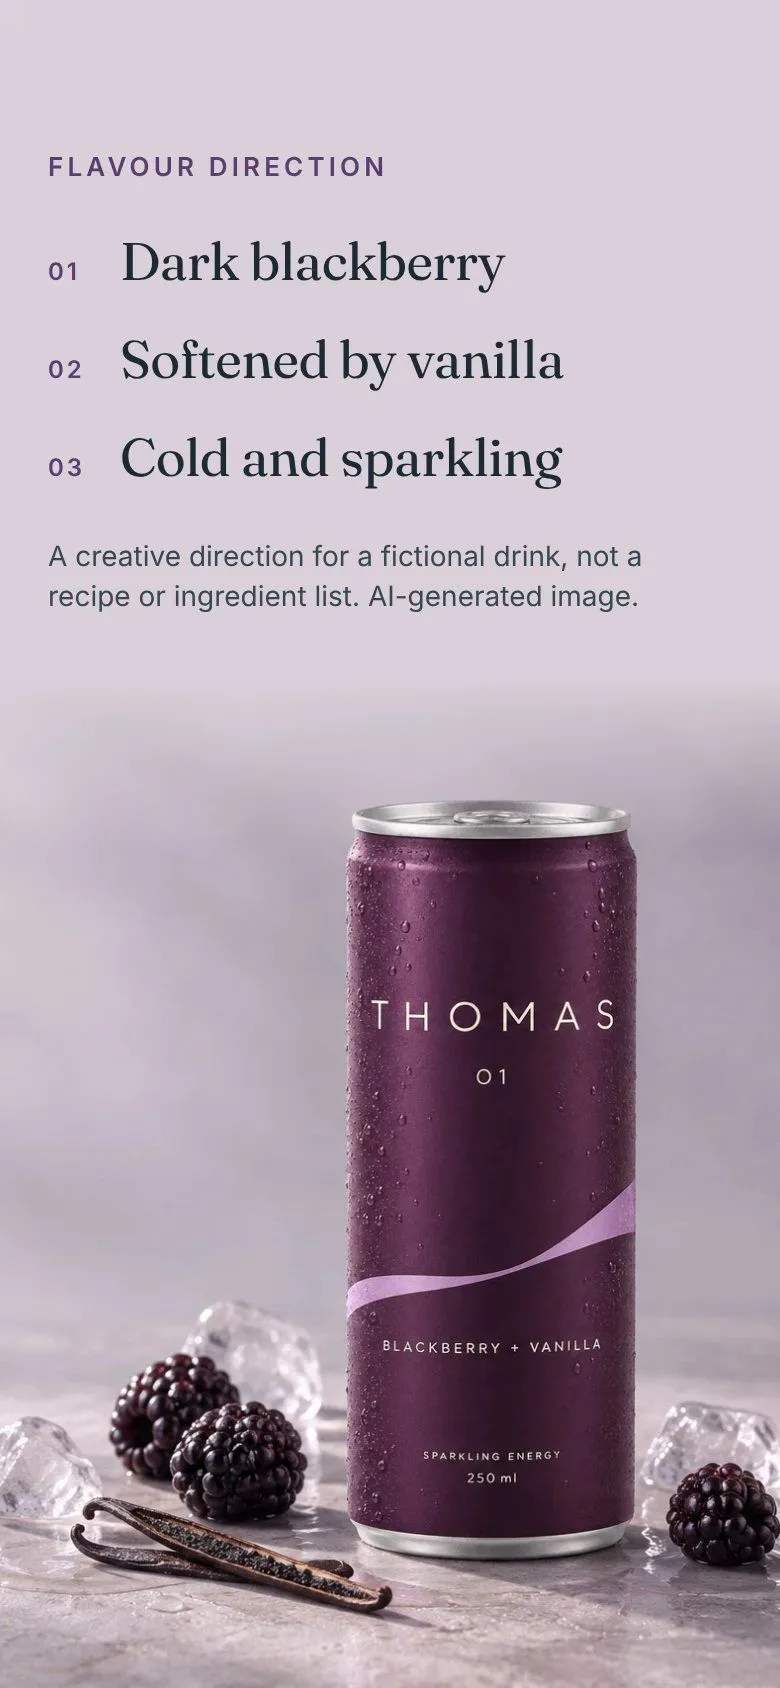 FLAVOUR DIRECTION
01 Dark blackberry
02 Softened by vanilla
03 Cold and sparkling
A creative direction for a fictional drink, not a
recipe or ingredient list. AI-generated image.
THOMAS
01
BLACKBERRY + VANILLA
SPARKLING ENERGY
250 ml